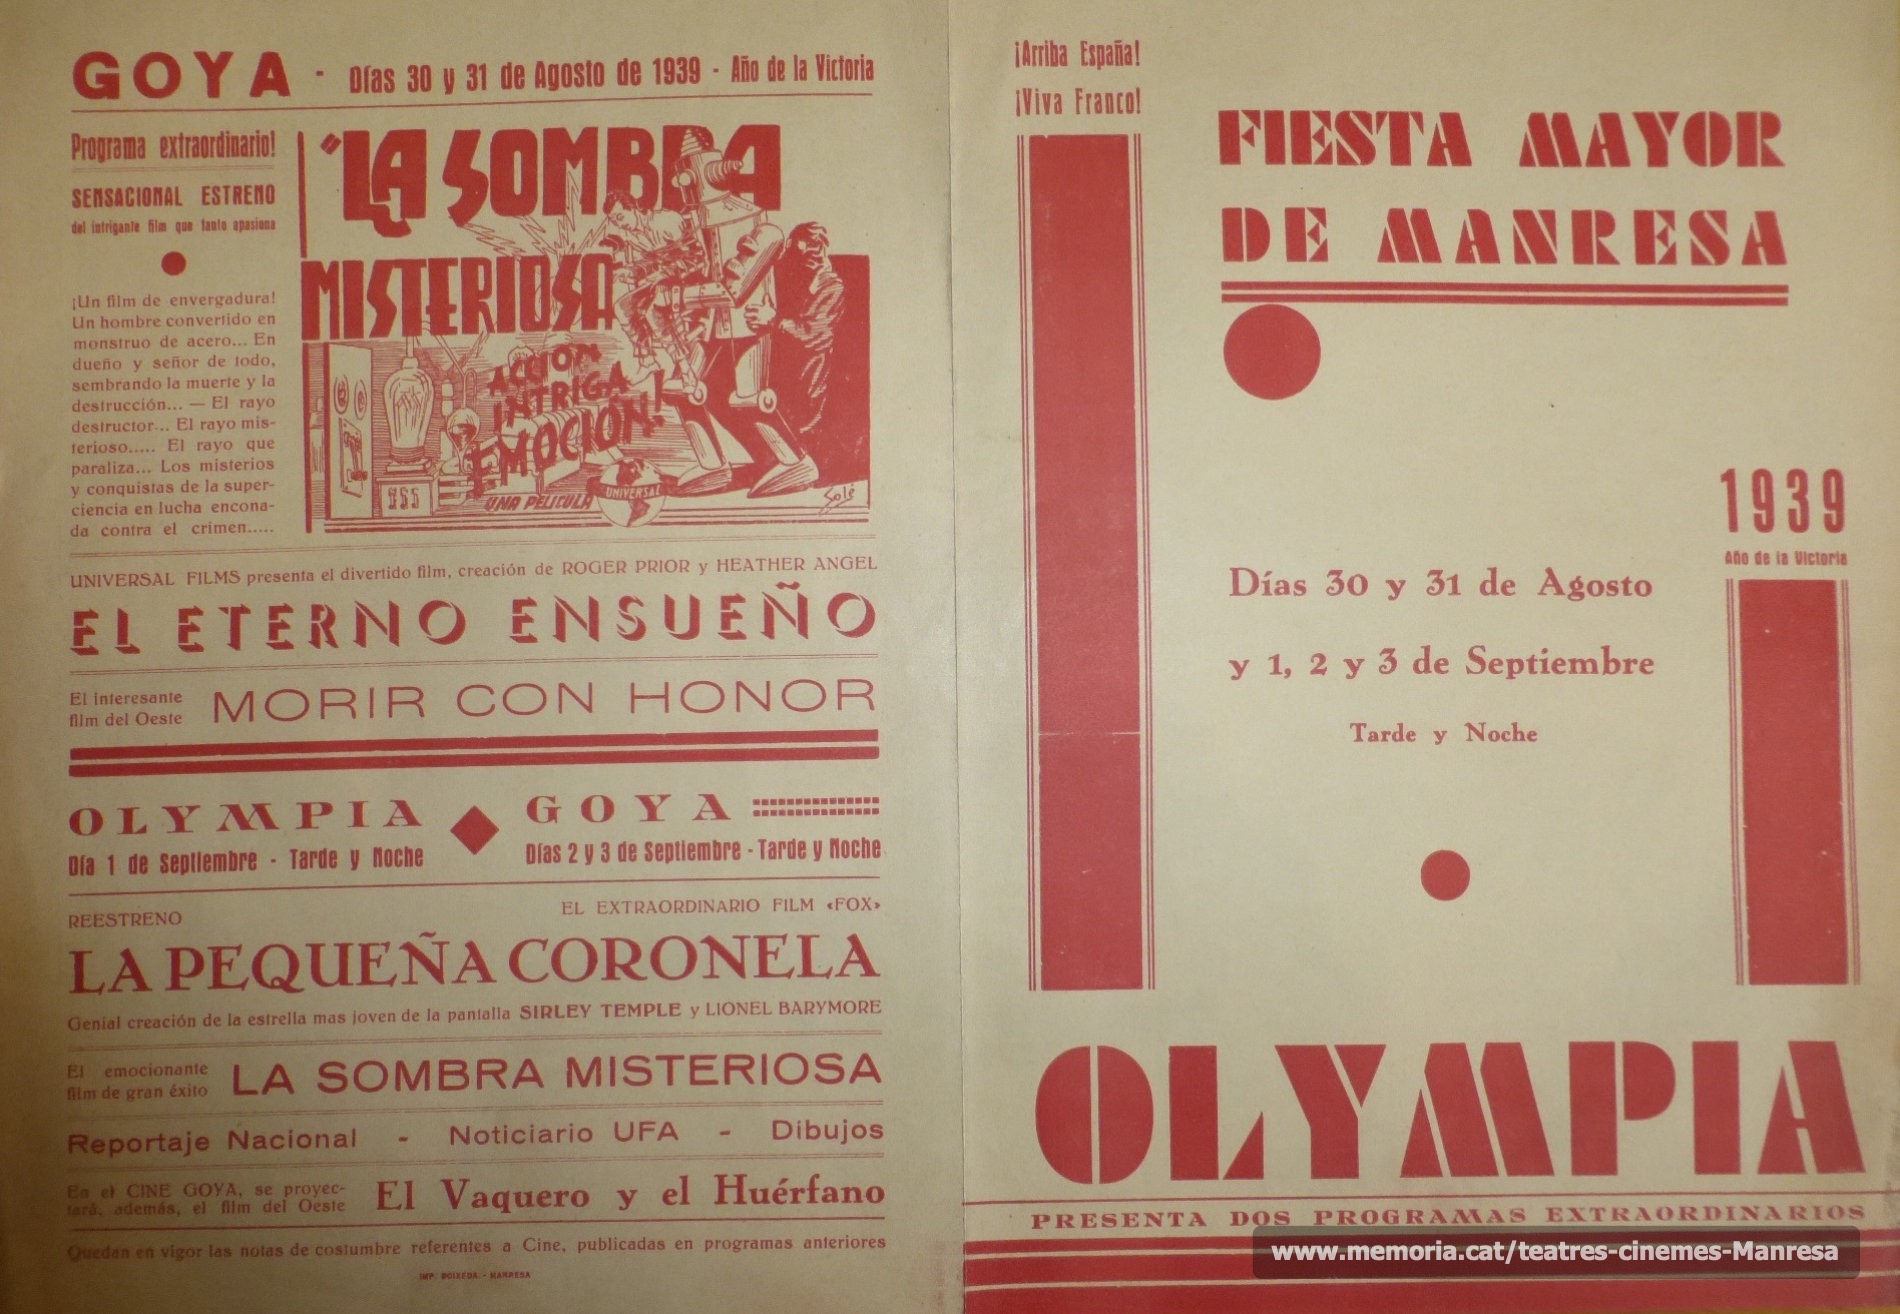 GOYA - Días 30 y 31 de Agosto de 1939 - Año de la Victoria
Programa extraordinario!
SENSACIONAL ESTRENO
del intrigante film que tanto apasiona
¡Un film de envergadura!
Un hombre convertido en
monstruo de acero... En
dueño y señor de todo,
sembrando la muerte y la
destrucción... — El rayo
destructor... El rayo mis-
terioso..... El rayo que
paraliza... Los misterios
y conquistas de la super-
ciencia en lucha encona-
da contra el crimen.....
"LA SOMBRA
MISTERIOSA
ACCION
INTRIGA
EMOCIÓN!
UNA PELICULA
UNIVERSAL
Solé
UNIVERSAL FILMS presenta el divertido film, creación de ROGER PRIOR y HEATHER ANGEL
EL ETERNO ENSUEÑO
El interesante
film del Oeste
MORIR CON HONOR
OLYMPIA
Día 1 de Septiembre - Tarde y Noche
GOYA
Días 2 y 3 de Septiembre - Tarde y Noche
REESTRENO
EL EXTRAORDINARIO FILM «FOX»
LA PEQUEÑA CORONELA
Genial creación de la estrella mas joven de la pantalla SIRLEY TEMPLE y LIONEL BARYMORE
El emocionante
film de gran éxito
LA SOMBRA MISTERIOSA
Reportaje Nacional - Noticiario UFA - Dibujos
En el CINE GOYA, se proyec-
tará, además, el film del Oeste
El Vaquero y el Huérfano
Quedan en vigor las notas de costumbre referentes a Cine, publicadas en programas anteriores
IMP. BOIXEDA - MANRESA
¡Arriba España!
¡Viva Franco!
FIESTA MAYOR
DE MANRESA
1939
Año de la Victoria
Días 30 y 31 de Agosto
y 1, 2 y 3 de Septiembre
Tarde y Noche
OLYMPIA
PRESENTA DOS PROGRAMAS EXTRAORDINARIOS
www.memoria.cat/teatres-cinemes-Manresa